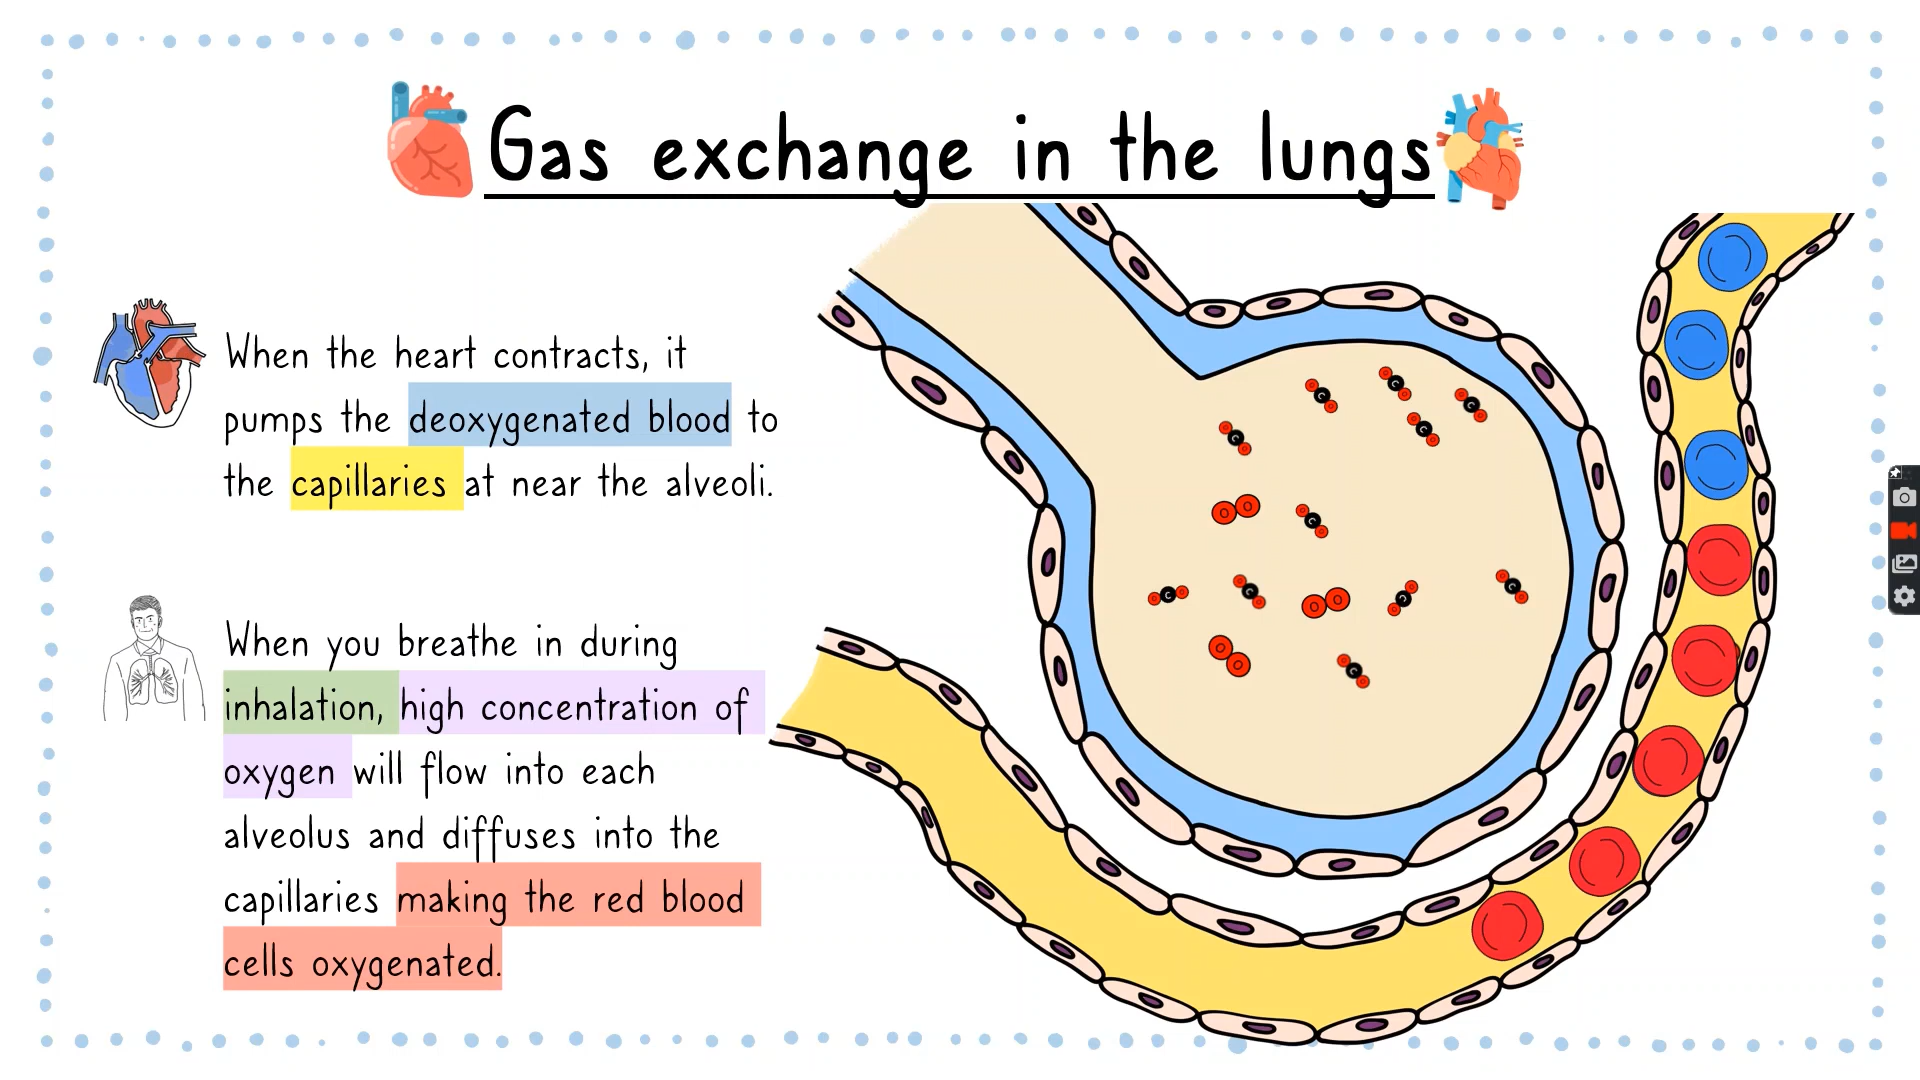 Gas exchange in the lungs
When the heart contracts, it
pumps the deoxygenated blood to
the capillaries at near the alveoli.
When you breathe in during
inhalation, high concentration of
oxygen will flow into each
alveolus and diffuses into the
capillaries making the red blood
cells oxygenated.